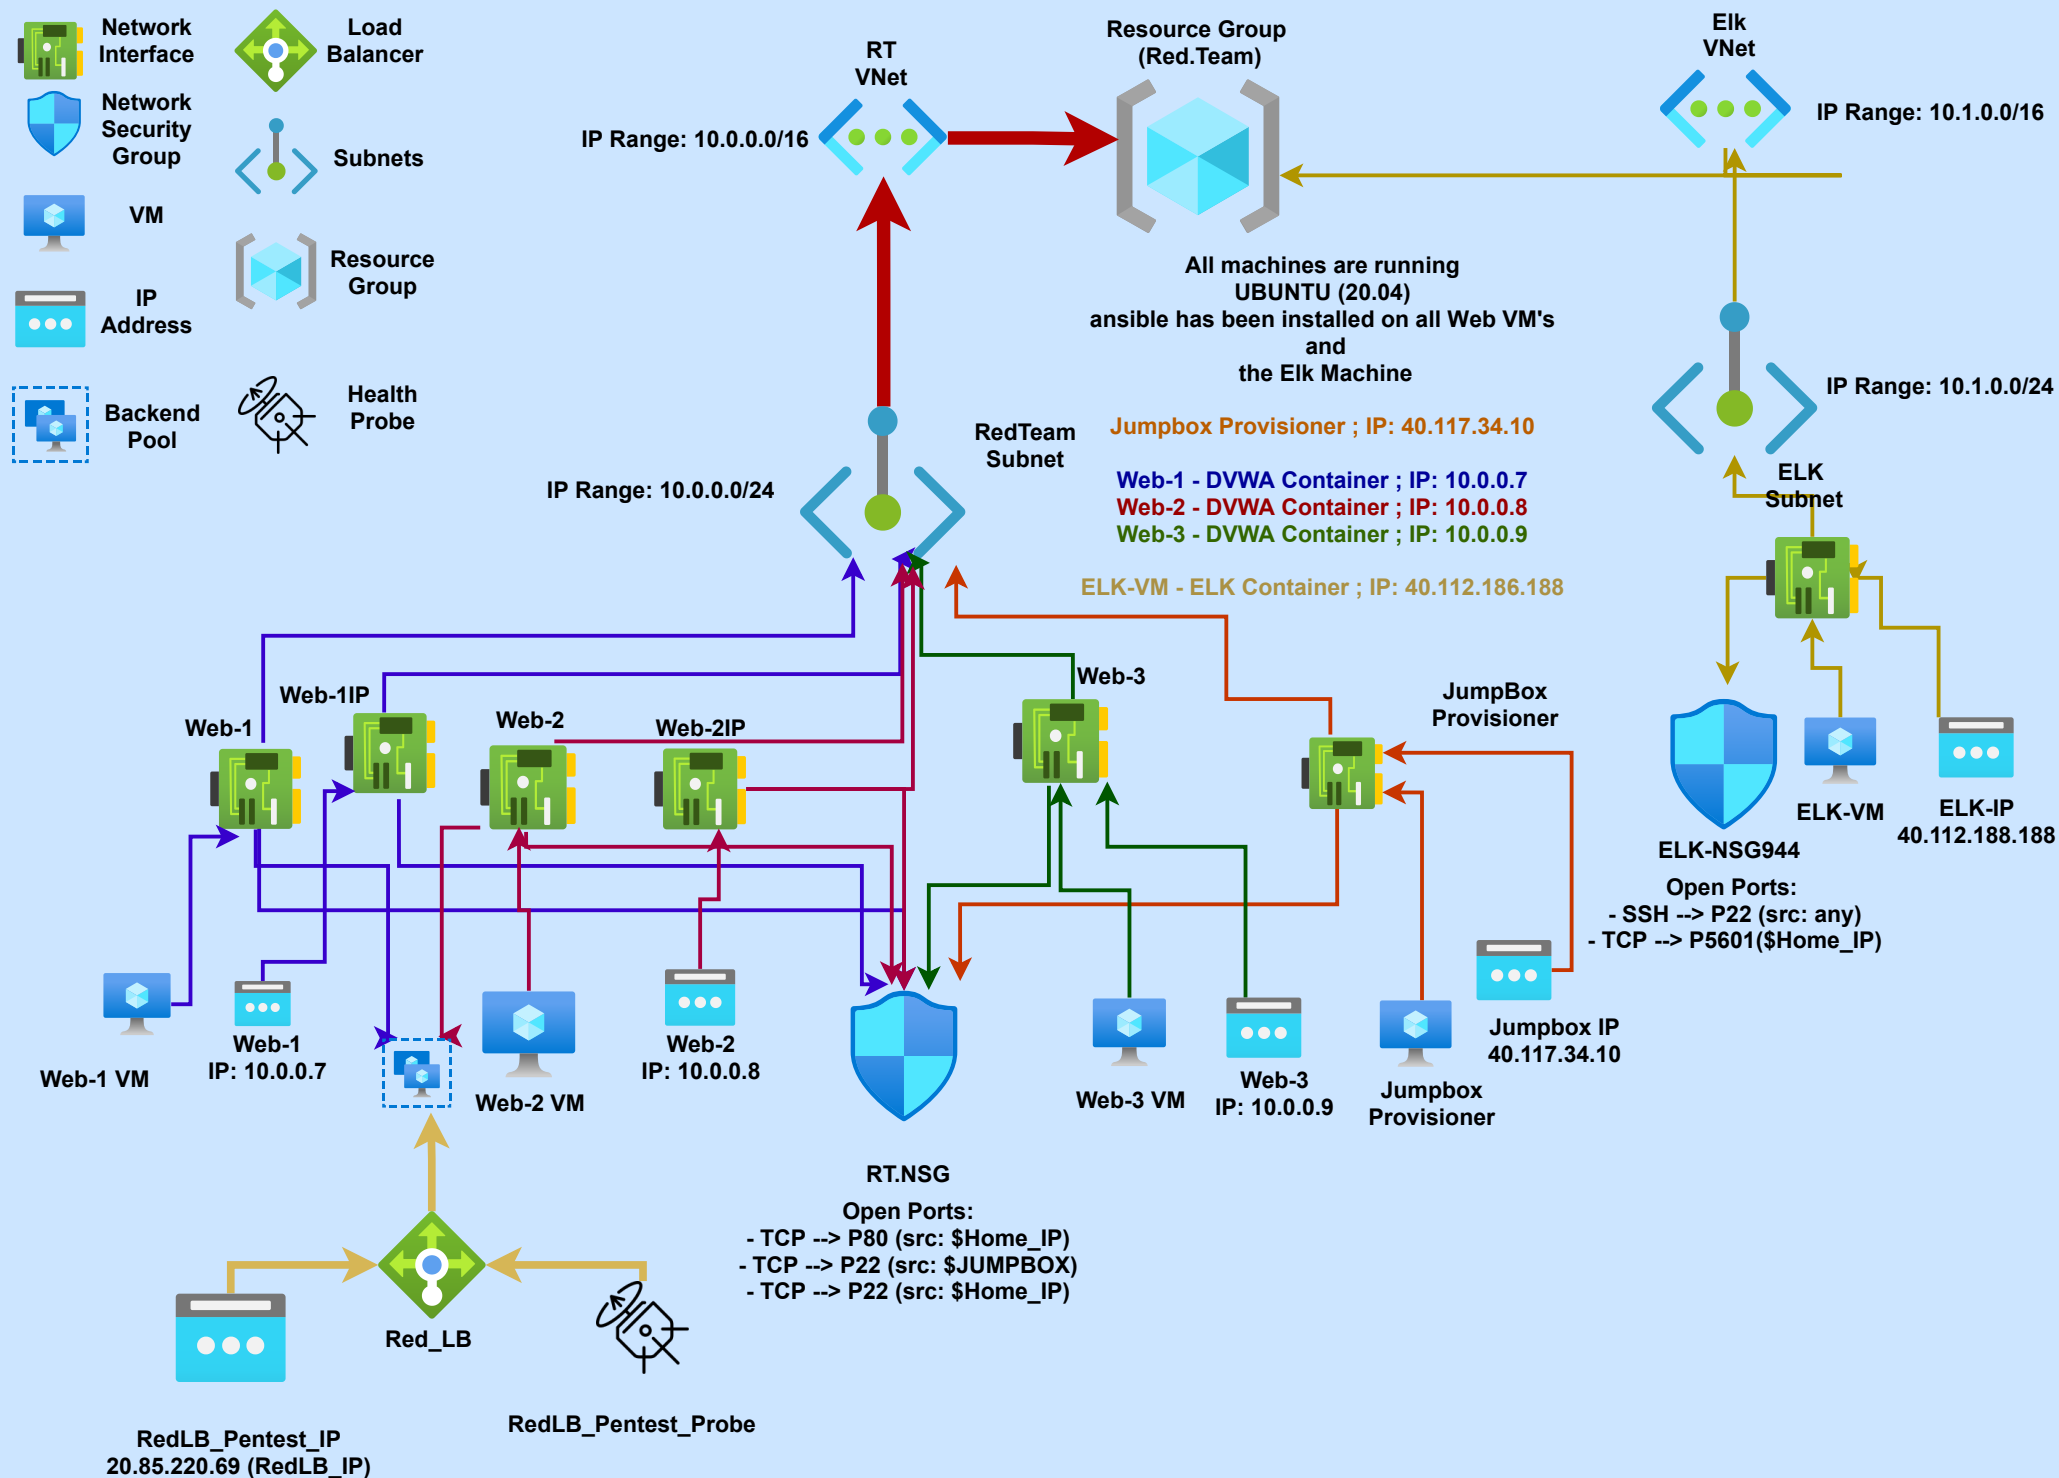 Network
Interface
Load
Balancer
Network
Security
Group
Subnets
VM
Resource
Group
IP
Address
Backend
Pool
Health
Probe
RT
VNet
IP Range: 10.0.0.0/16
Resource Group
(Red.Team)
Elk
VNet
IP Range: 10.1.0.0/16
All machines are running
UBUNTU (20.04)
ansible has been installed on all Web VM's
and
the Elk Machine
IP Range: 10.1.0.0/24
RedTeam
Subnet
IP Range: 10.0.0.0/24
Jumpbox Provisioner ; IP: 40.117.34.10
Web-1 - DVWA Container ; IP: 10.0.0.7
Web-2 - DVWA Container ; IP: 10.0.0.8
Web-3 - DVWA Container ; IP: 10.0.0.9
ELK-VM - ELK Container ; IP: 40.112.186.188
ELK
Subnet
Web-1
Web-1IP
Web-2
Web-2IP
Web-3
JumpBox
Provisioner
ELK-NSG944
Open Ports:
- SSH --> P22 (src: any)
- TCP --> P5601($Home_IP)
ELK-VM
ELK-IP
40.112.188.188
Web-1 VM
Web-1
IP: 10.0.0.7
Web-2 VM
Web-2
IP: 10.0.0.8
Web-3 VM
Web-3
IP: 10.0.0.9
Jumpbox
Provisioner
Jumpbox IP
40.117.34.10
RT.NSG
Open Ports:
- TCP --> P80 (src: $Home_IP)
- TCP --> P22 (src: $JUMPBOX)
- TCP --> P22 (src: $Home_IP)
Red_LB
RedLB_Pentest_Probe
RedLB_Pentest_IP
20.85.220.69 (RedLB_IP)